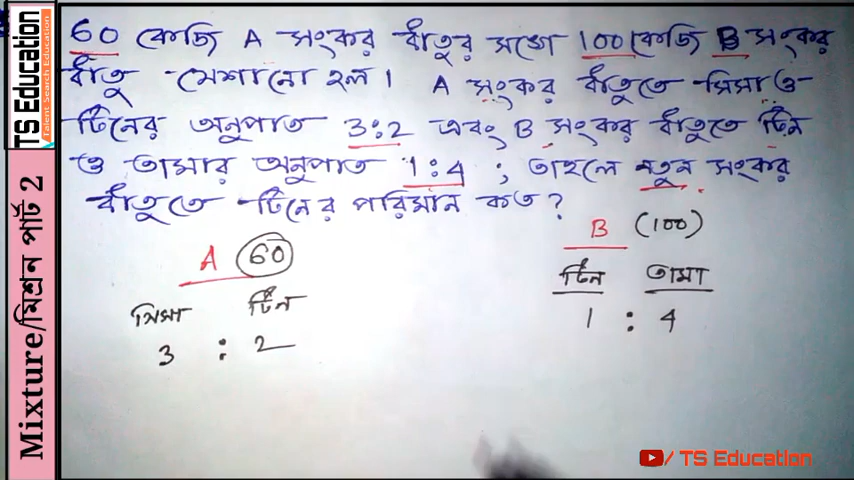 60 কেজি A সংকর ধাতুর সঙ্গে 100 কেজি B সংকর
ধাতু মেশানো হল। A সংকর ধাতুতে সিসা ও
টিনের অনুপাত 3:2 এবং B সংকর ধাতুতে টিন
ও তামার অনুপাত 1:4 ; তাহলে নতুন সংকর
ধাতুতে টিনের পরিমান কত?
A 60
B (100)
সিসা টিন
টিন তামা
3 : 2
1 : 4
TS Education
Talent Search Education
Mixture/মিশ্রন পার্ট 2
/ TS Education